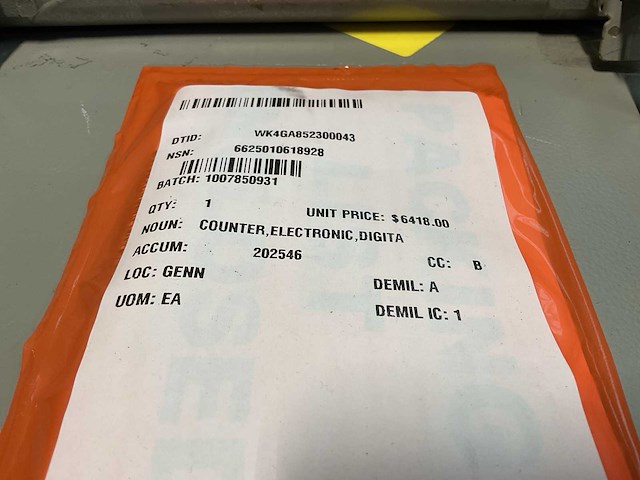 DTID: WK4GA852300043
NSN: 6625010618928
BATCH: 1007850931
QTY: 1 UNIT PRICE: $6418.00
NOUN: COUNTER,ELECTRONIC,DIGITA
ACCUM: 202546 CC: B
LOC: GENN DEMIL: A
UOM: EA DEMIL IC: 1